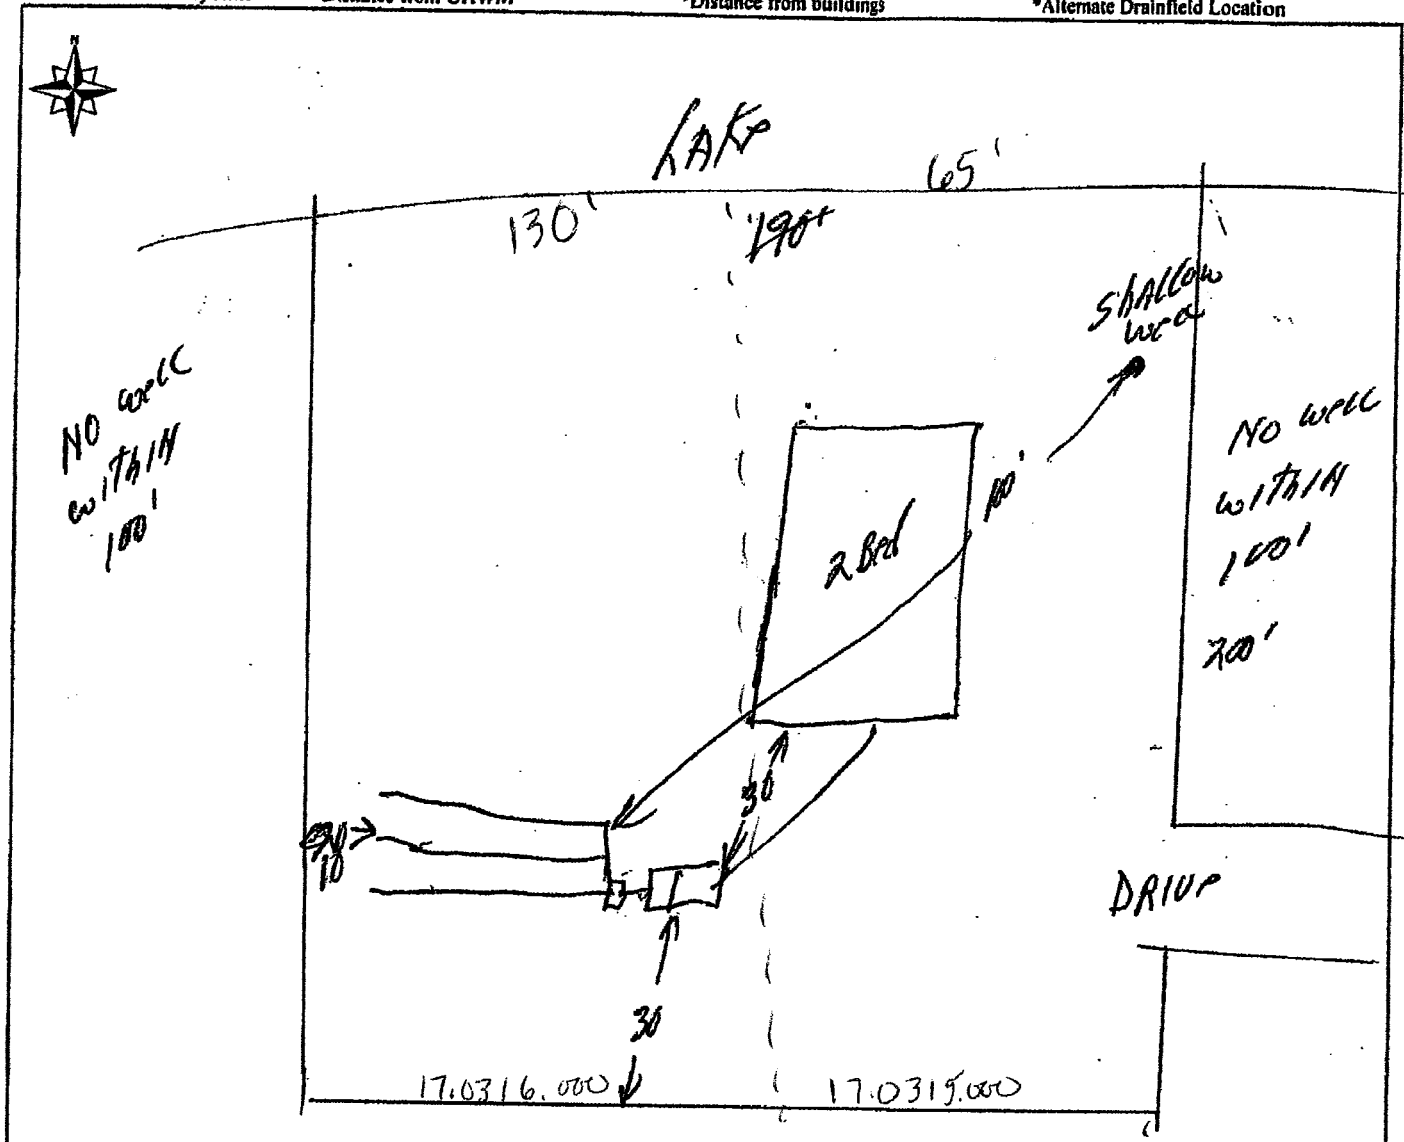 *Distance from buildings
*Alternate Drainfield Location
N
LAKe
65'
130'
190+
ShALLow
well
NO well
within
100'
NO well
within
100'
200'
2 Bed
100'
30
10
DRIVe
30
17.0316.000
17.0315.000